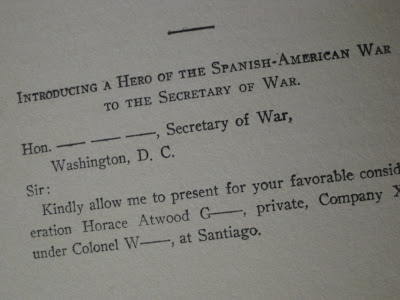 INTRODUCING A HERO OF THE SPANISH-AMERICAN WAR
TO THE SECRETARY OF WAR.
Hon. —— —— ——, Secretary of War,
Washington, D. C.
Sir:
Kindly allow me to present for your favorable consid
eration Horace Atwood G——, private, Company X
under Colonel W——, at Santiago.